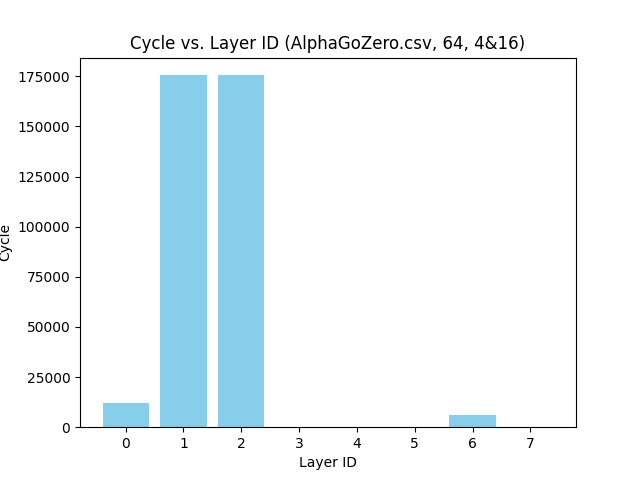 Cycle vs. Layer ID (AlphaGoZero.csv, 64, 4&16)
175000
150000
125000
100000
75000
50000
25000
0
Cycle
0 1 2 3 4 5 6 7
Layer ID